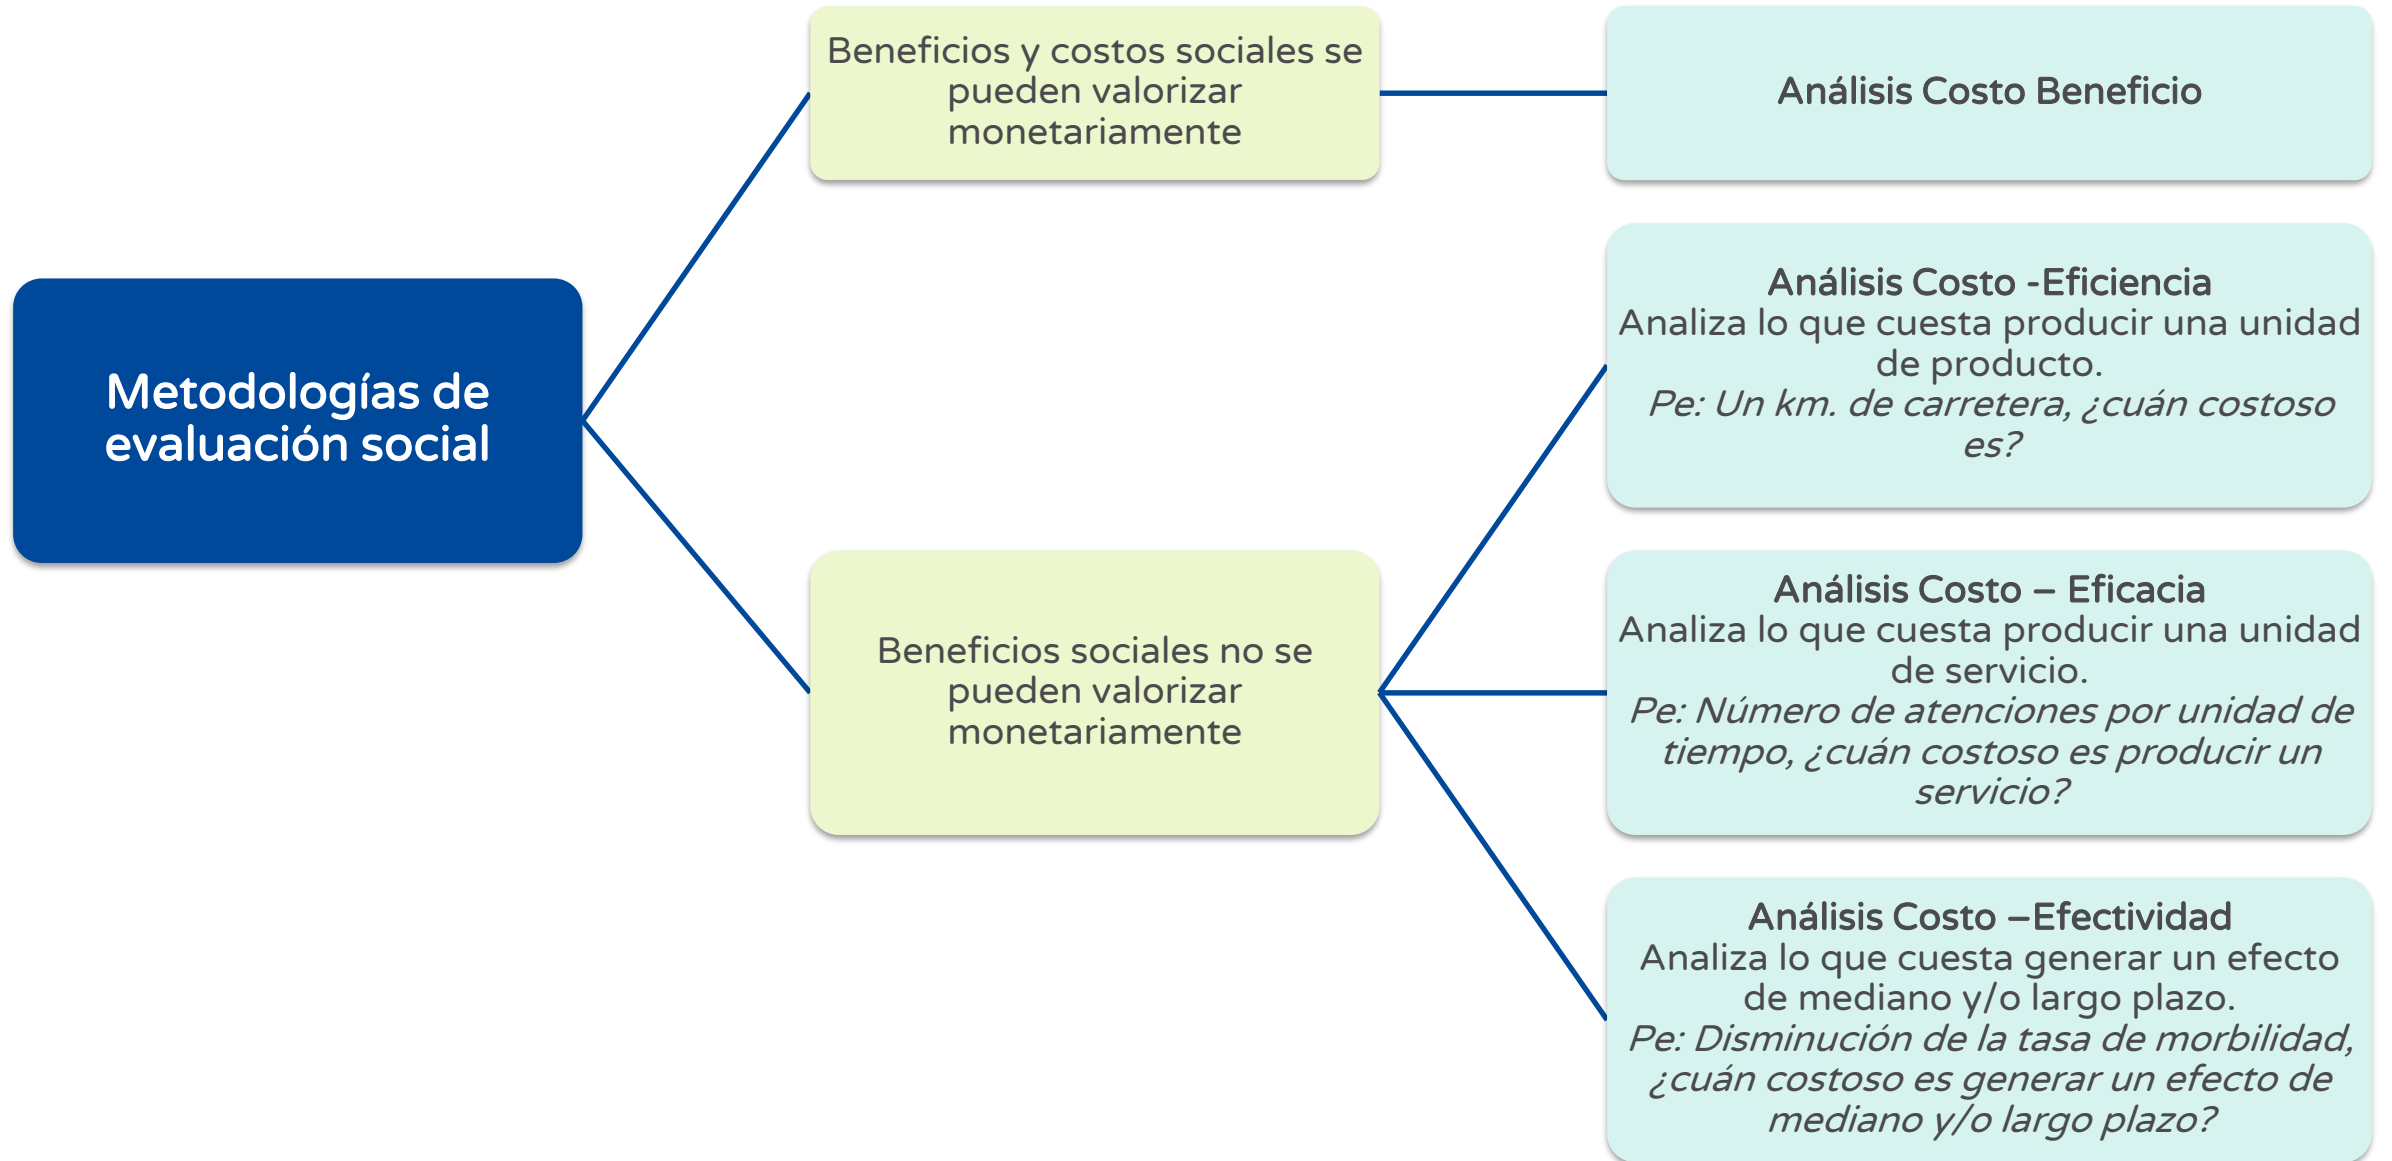 Metodologías de
evaluación social
Beneficios y costos sociales se
pueden valorizar
monetariamente
Análisis Costo Beneficio
Beneficios sociales no se
pueden valorizar
monetariamente
Análisis Costo -Eficiencia
Analiza lo que cuesta producir una unidad
de producto.
Pe: Un km. de carretera, ¿cuán costoso
es?
Análisis Costo – Eficacia
Analiza lo que cuesta producir una unidad
de servicio.
Pe: Número de atenciones por unidad de
tiempo, ¿cuán costoso es producir un
servicio?
Análisis Costo –Efectividad
Analiza lo que cuesta generar un efecto
de mediano y/o largo plazo.
Pe: Disminución de la tasa de morbilidad,
¿cuán costoso es generar un efecto de
mediano y/o largo plazo?